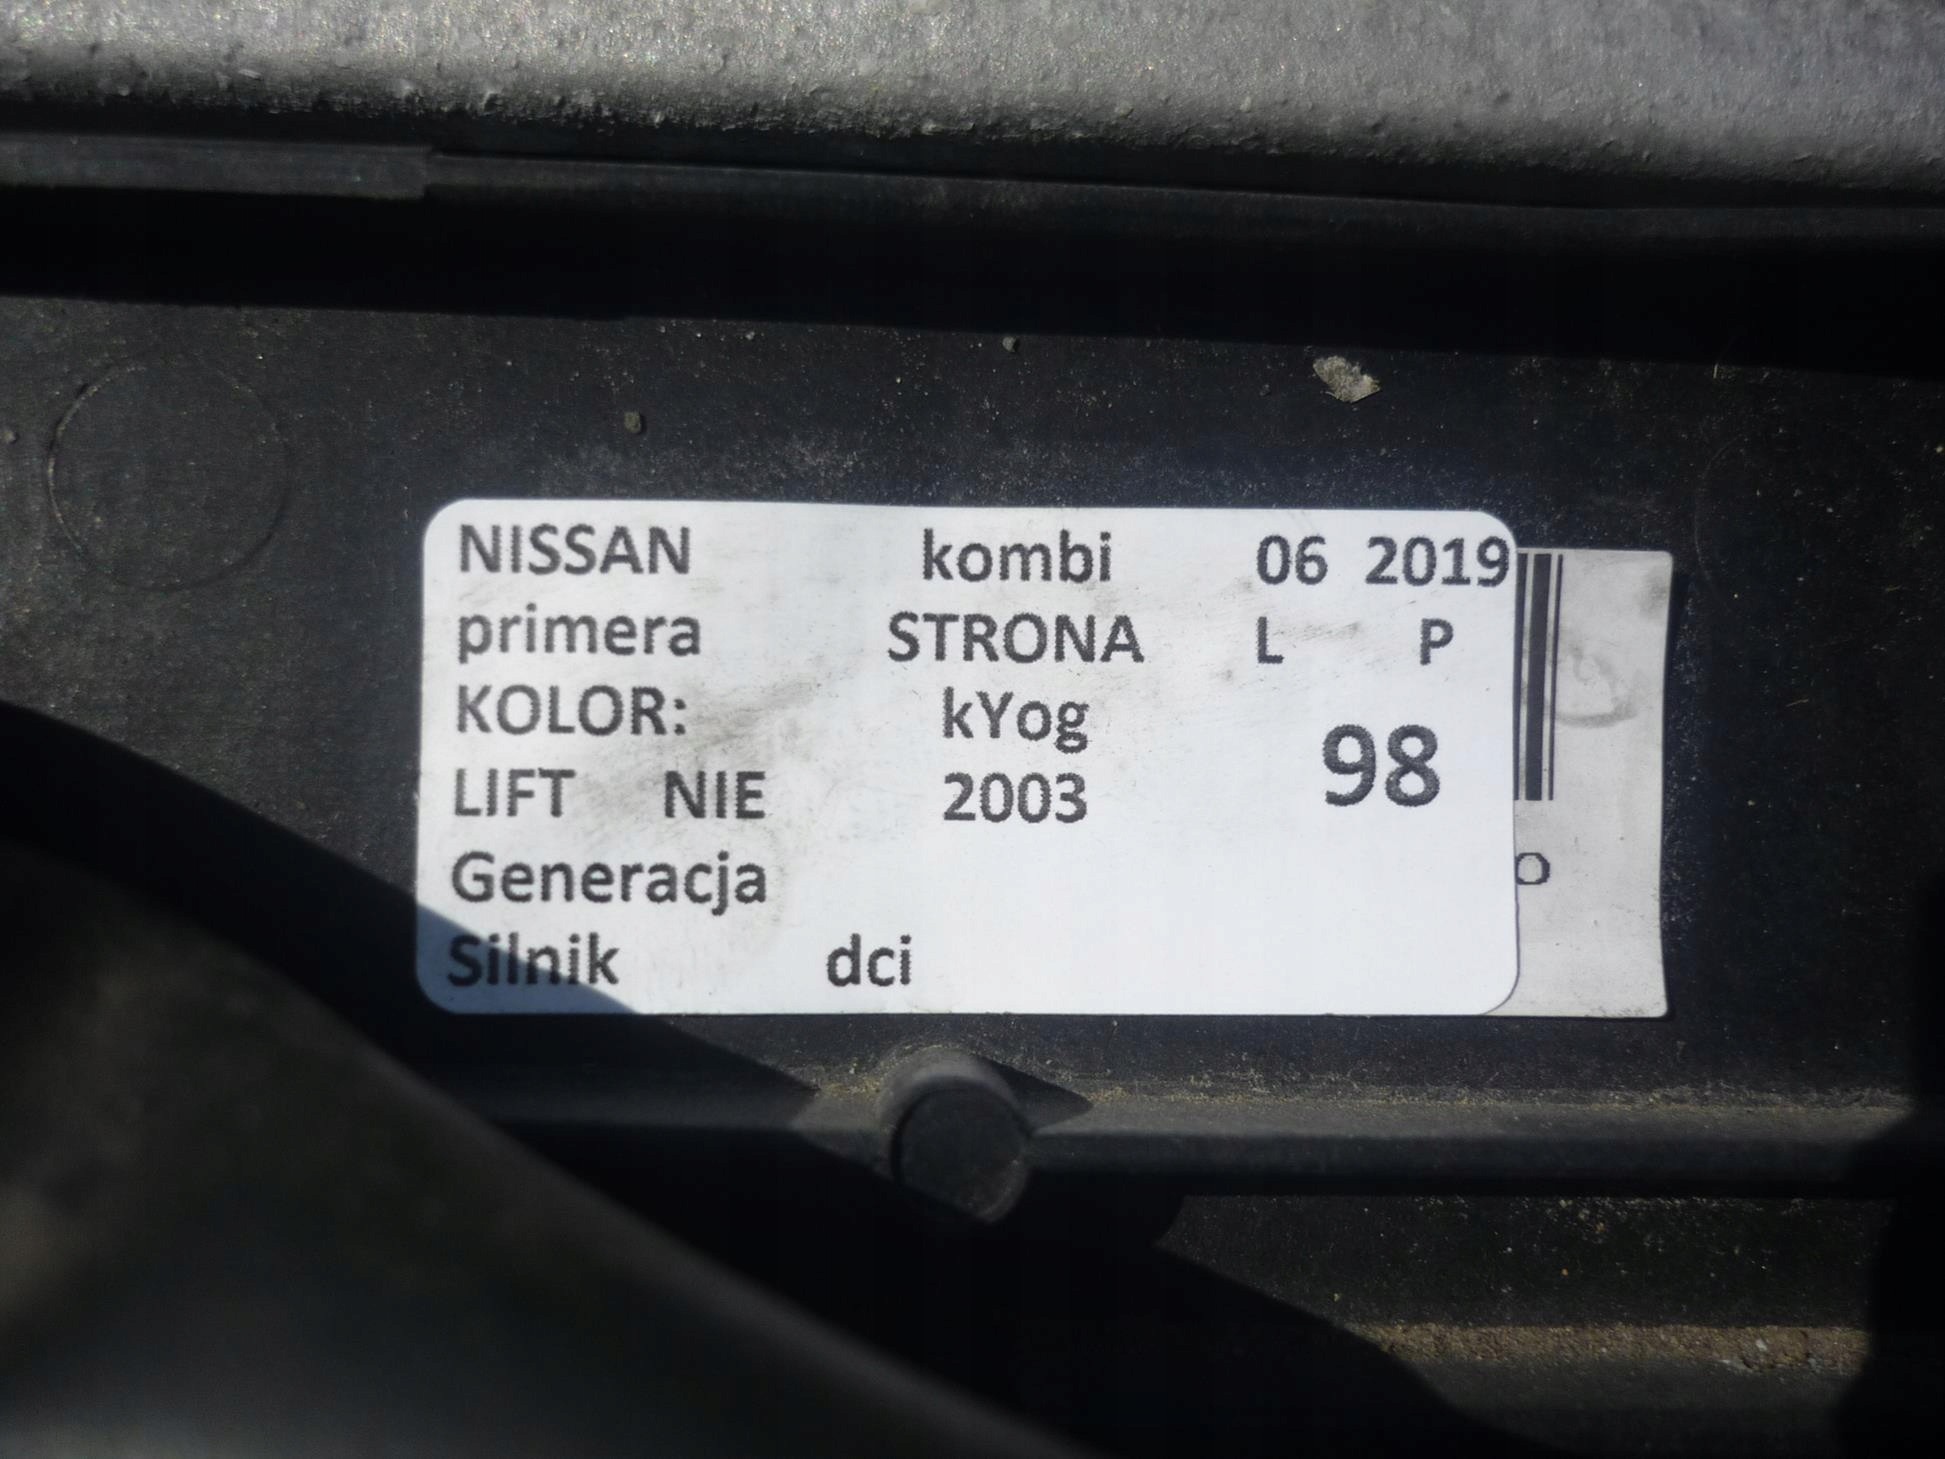 NISSAN kombi 06 2019
primera STRONA L P
KOLOR: kYog
98
LIFT NIE 2003
Generacja
Silnik dci
O